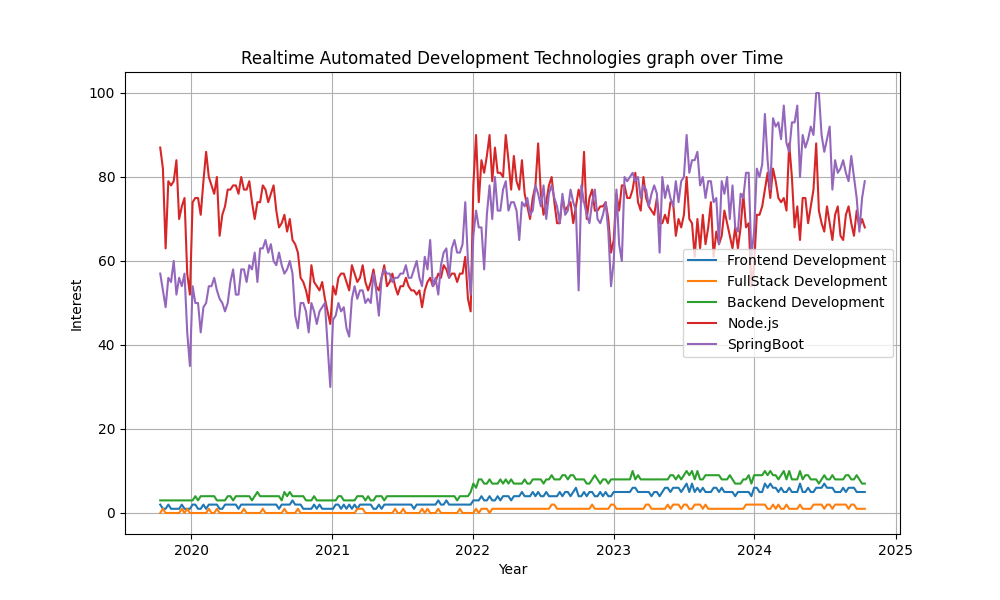 Realtime Automated Development Technologies graph over Time
100
80
60
40
20
0
Interest
Frontend Development
FullStack Development
Backend Development
Node.js
SpringBoot
2020 2021 2022 2023 2024 2025
Year